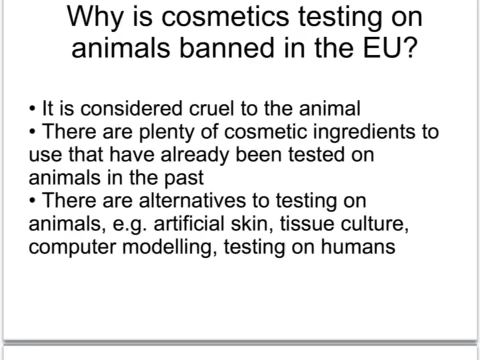 Why is cosmetics testing on
animals banned in the EU?
• It is considered cruel to the animal
• There are plenty of cosmetic ingredients to
use that have already been tested on
animals in the past
• There are alternatives to testing on
animals, e.g. artificial skin, tissue culture,
computer modelling, testing on humans